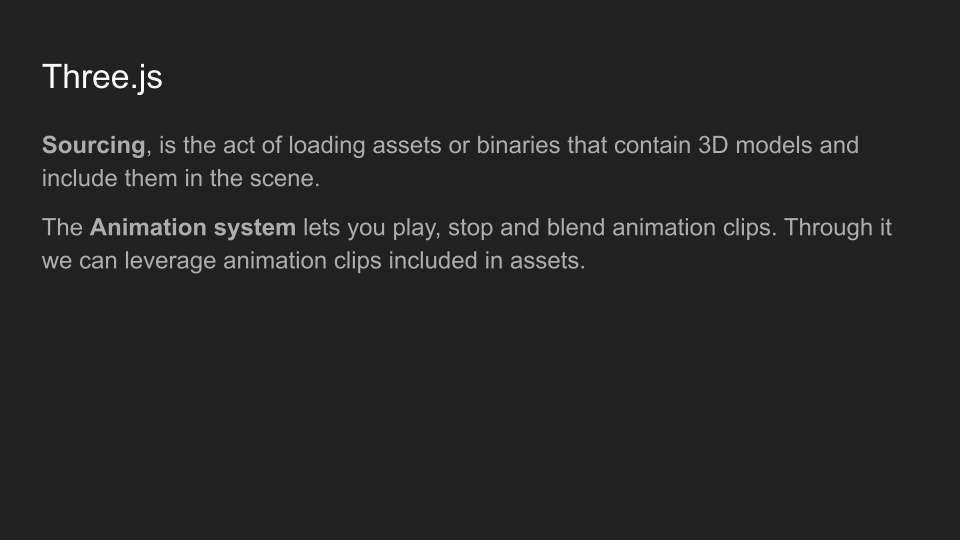 Three.js
Sourcing, is the act of loading assets or binaries that contain 3D models and
include them in the scene.
The Animation system lets you play, stop and blend animation clips. Through it
we can leverage animation clips included in assets.